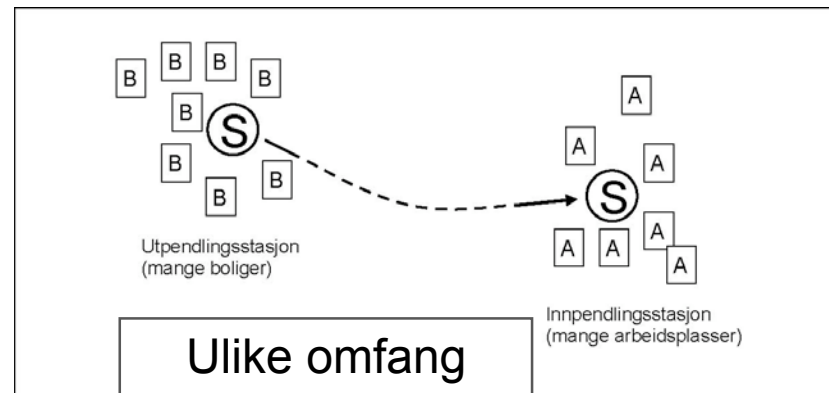 B B B B
B
S
B
B
B
Utpendlingsstasjon
(mange boliger)
A
A
A
S
A
A A
A
Innpendlingsstasjon
(mange arbeidsplasser)
Ulike omfang